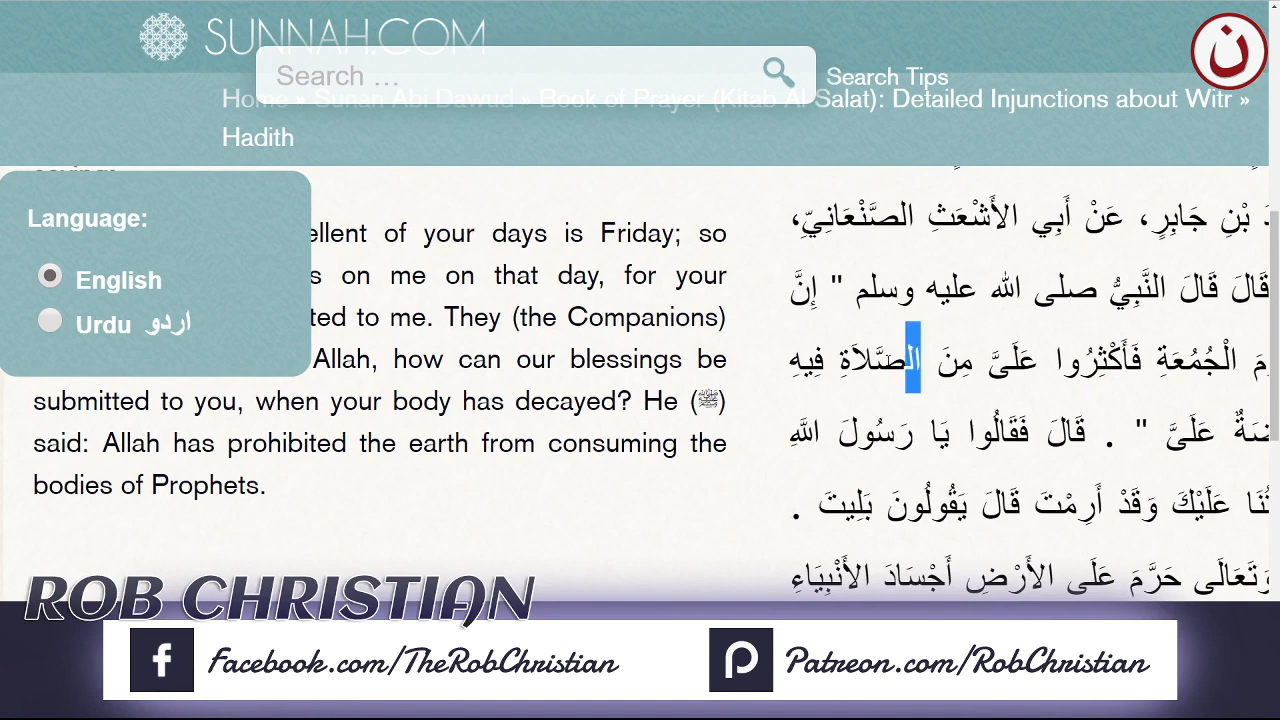 SUNNAH.COM
ن
Search ...
Search Tips
Home » Sunan Abi Dawud » Book of Prayer (Kitab Al-Salat): Detailed Injunctions about Witr »
Hadith
Language:
English
Urdu اردو
ellent of your days is Friday; so
s on me on that day, for your
ted to me. They (the Companions)
Allah, how can our blessings be
submitted to you, when your body has decayed? He (ﷺ)
said: Allah has prohibited the earth from consuming the
bodies of Prophets.
بْنِ جَابِرٍ، عَنْ أَبِي الأَشْعَثِ الصَّنْعَانِيِّ،
قَالَ قَالَ النَّبِيُّ صلى الله عليه وسلم " إِنَّ
الْجُمُعَةِ فَأَكْثِرُوا عَلَىَّ مِنَ الصَّلاَةِ فِيهِ
عَلَىَّ " . قَالَ فَقَالُوا يَا رَسُولَ اللَّهِ
عَلَيْكَ وَقَدْ أَرِمْتَ قَالَ يَقُولُونَ بَلِيتَ .
وَتَعَالَى حَرَّمَ عَلَى الأَرْضِ أَجْسَادَ الأَنْبِيَاءِ
ROB CHRISTIAN
f Facebook.com/TheRobChristian
Patreon.com/RobChristian